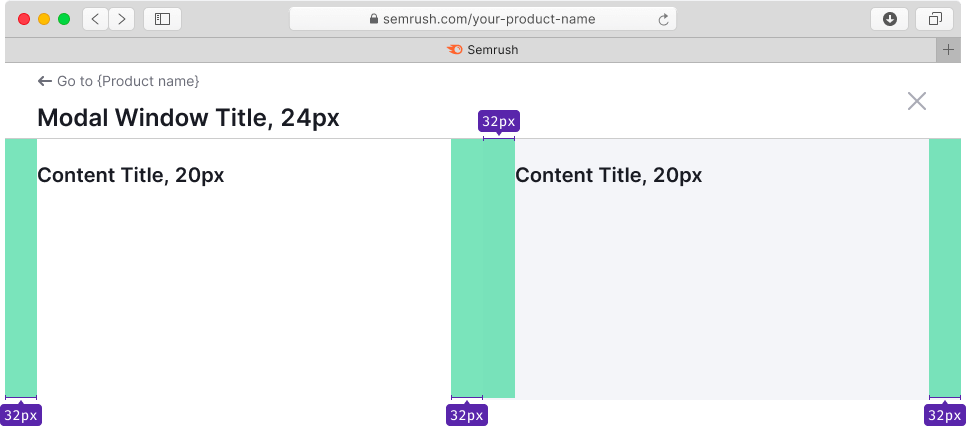 semrush.com/your-product-name
Semrush
Go to {Product name}
Modal Window Title, 24px
32px
Content Title, 20px
Content Title, 20px
32px
32px
32px